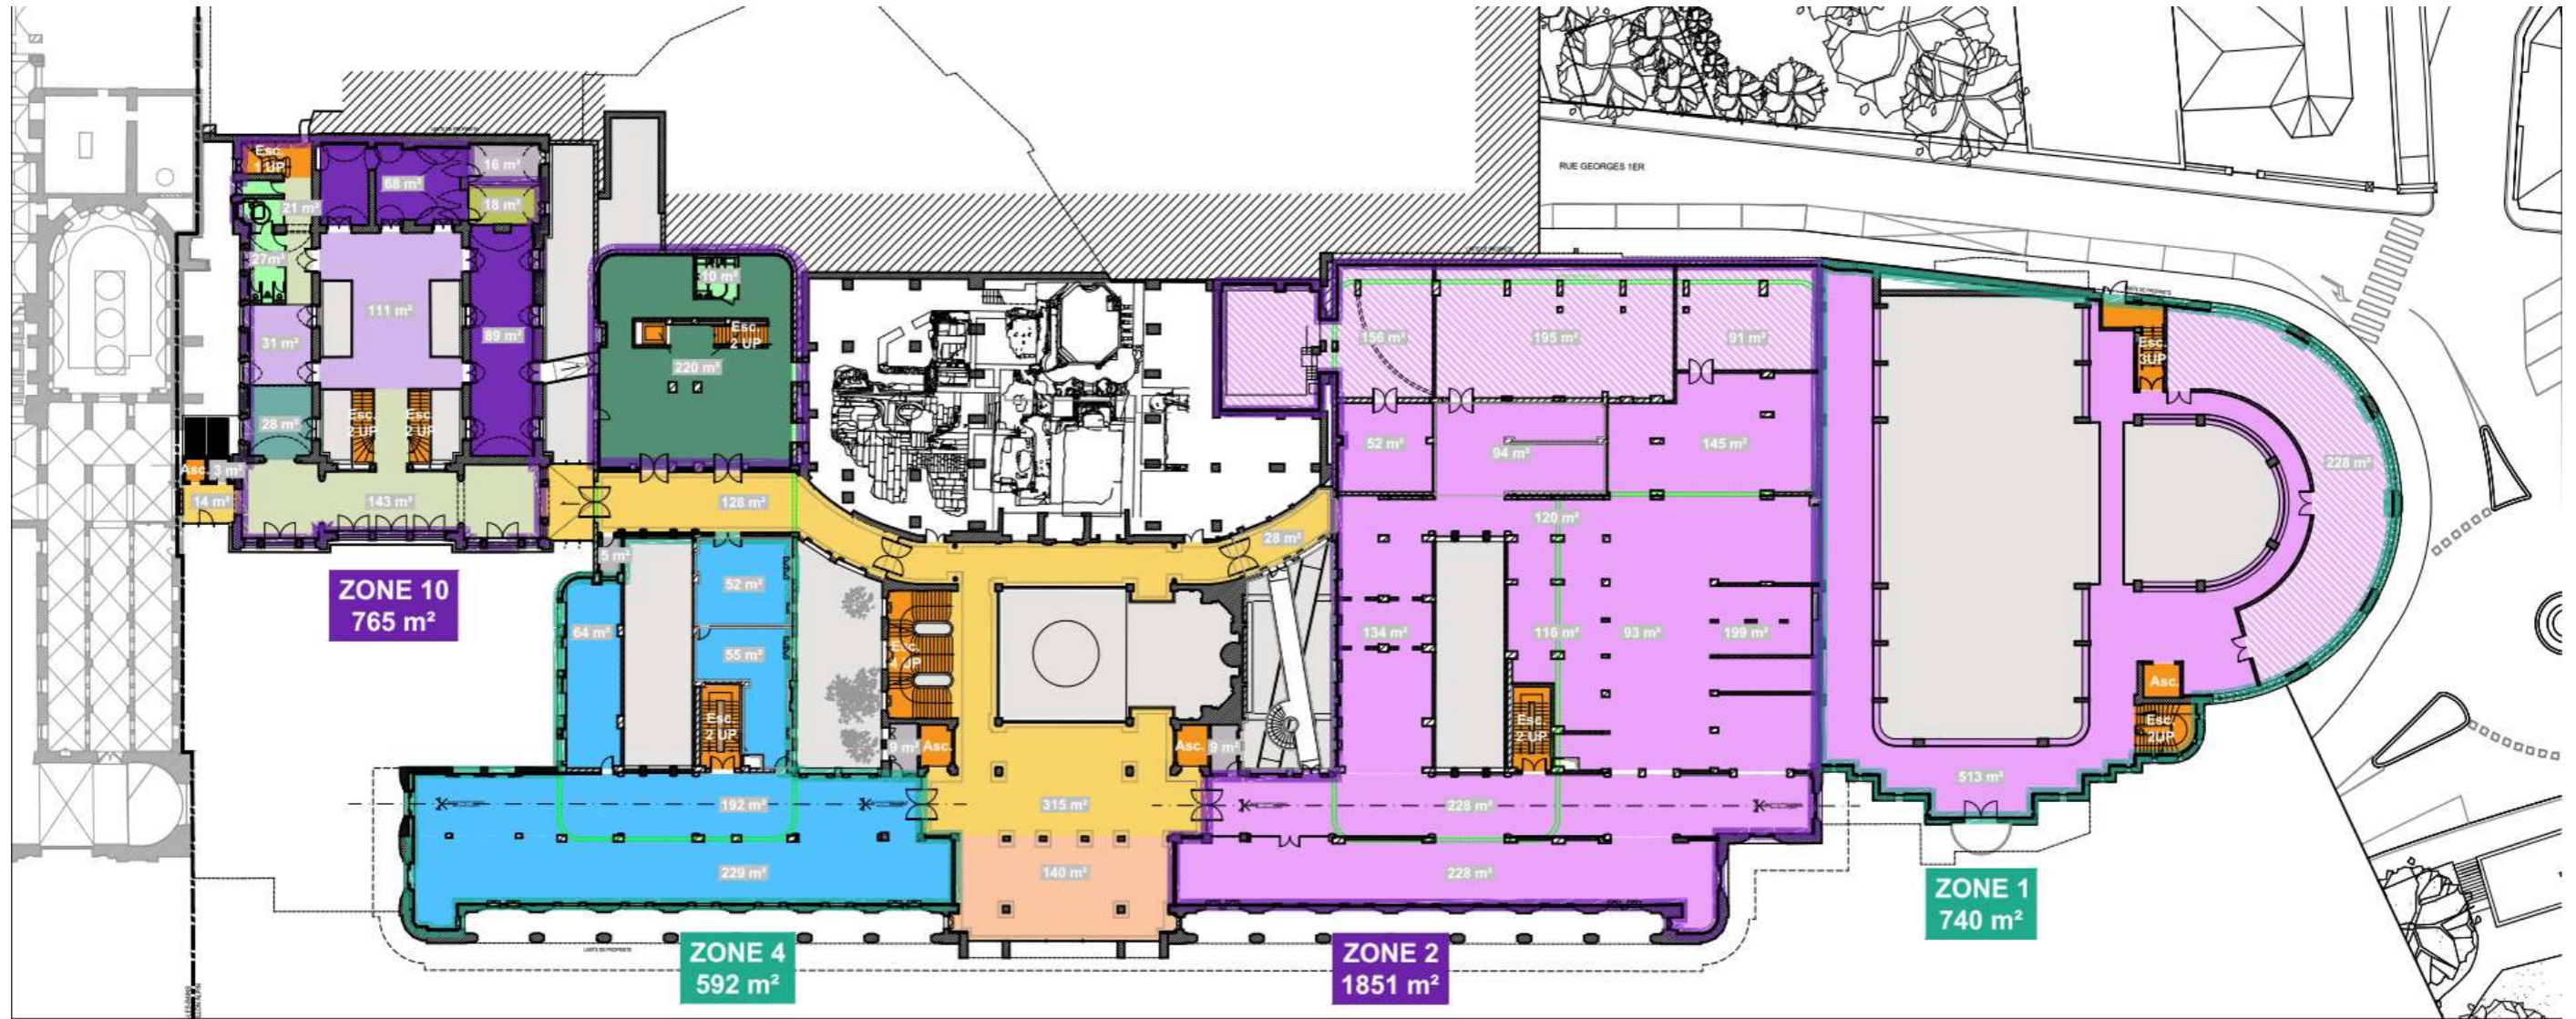 RUE GEORGES 1ER
Esc.
1 UP
68 m²
16 m²
21 m²
18 m²
27m²
111 m²
31 m²
89 m²
28 m²
Esc.
2 UP
Esc.
2 UP
Asc.
3 m²
14 m²
143 m²
10 m²
Esc.
2 UP
220 m²
128 m²
28 m²
5 m²
52 m²
64 m²
55 m²
Esc.
2 UP
Esc.
9 m²
Asc.
Asc.
9 m²
192 m²
229 m²
315 m²
140 m²
156 m²
195 m²
91 m²
52 m²
94 m²
145 m²
120 m²
134 m²
116 m²
93 m²
199 m²
Esc.
2 UP
228 m²
228 m²
Esc.
3UP
228 m²
Asc.
Esc.
2UP
513 m²
ZONE 10
765 m²
ZONE 4
592 m²
ZONE 2
1851 m²
ZONE 1
740 m²